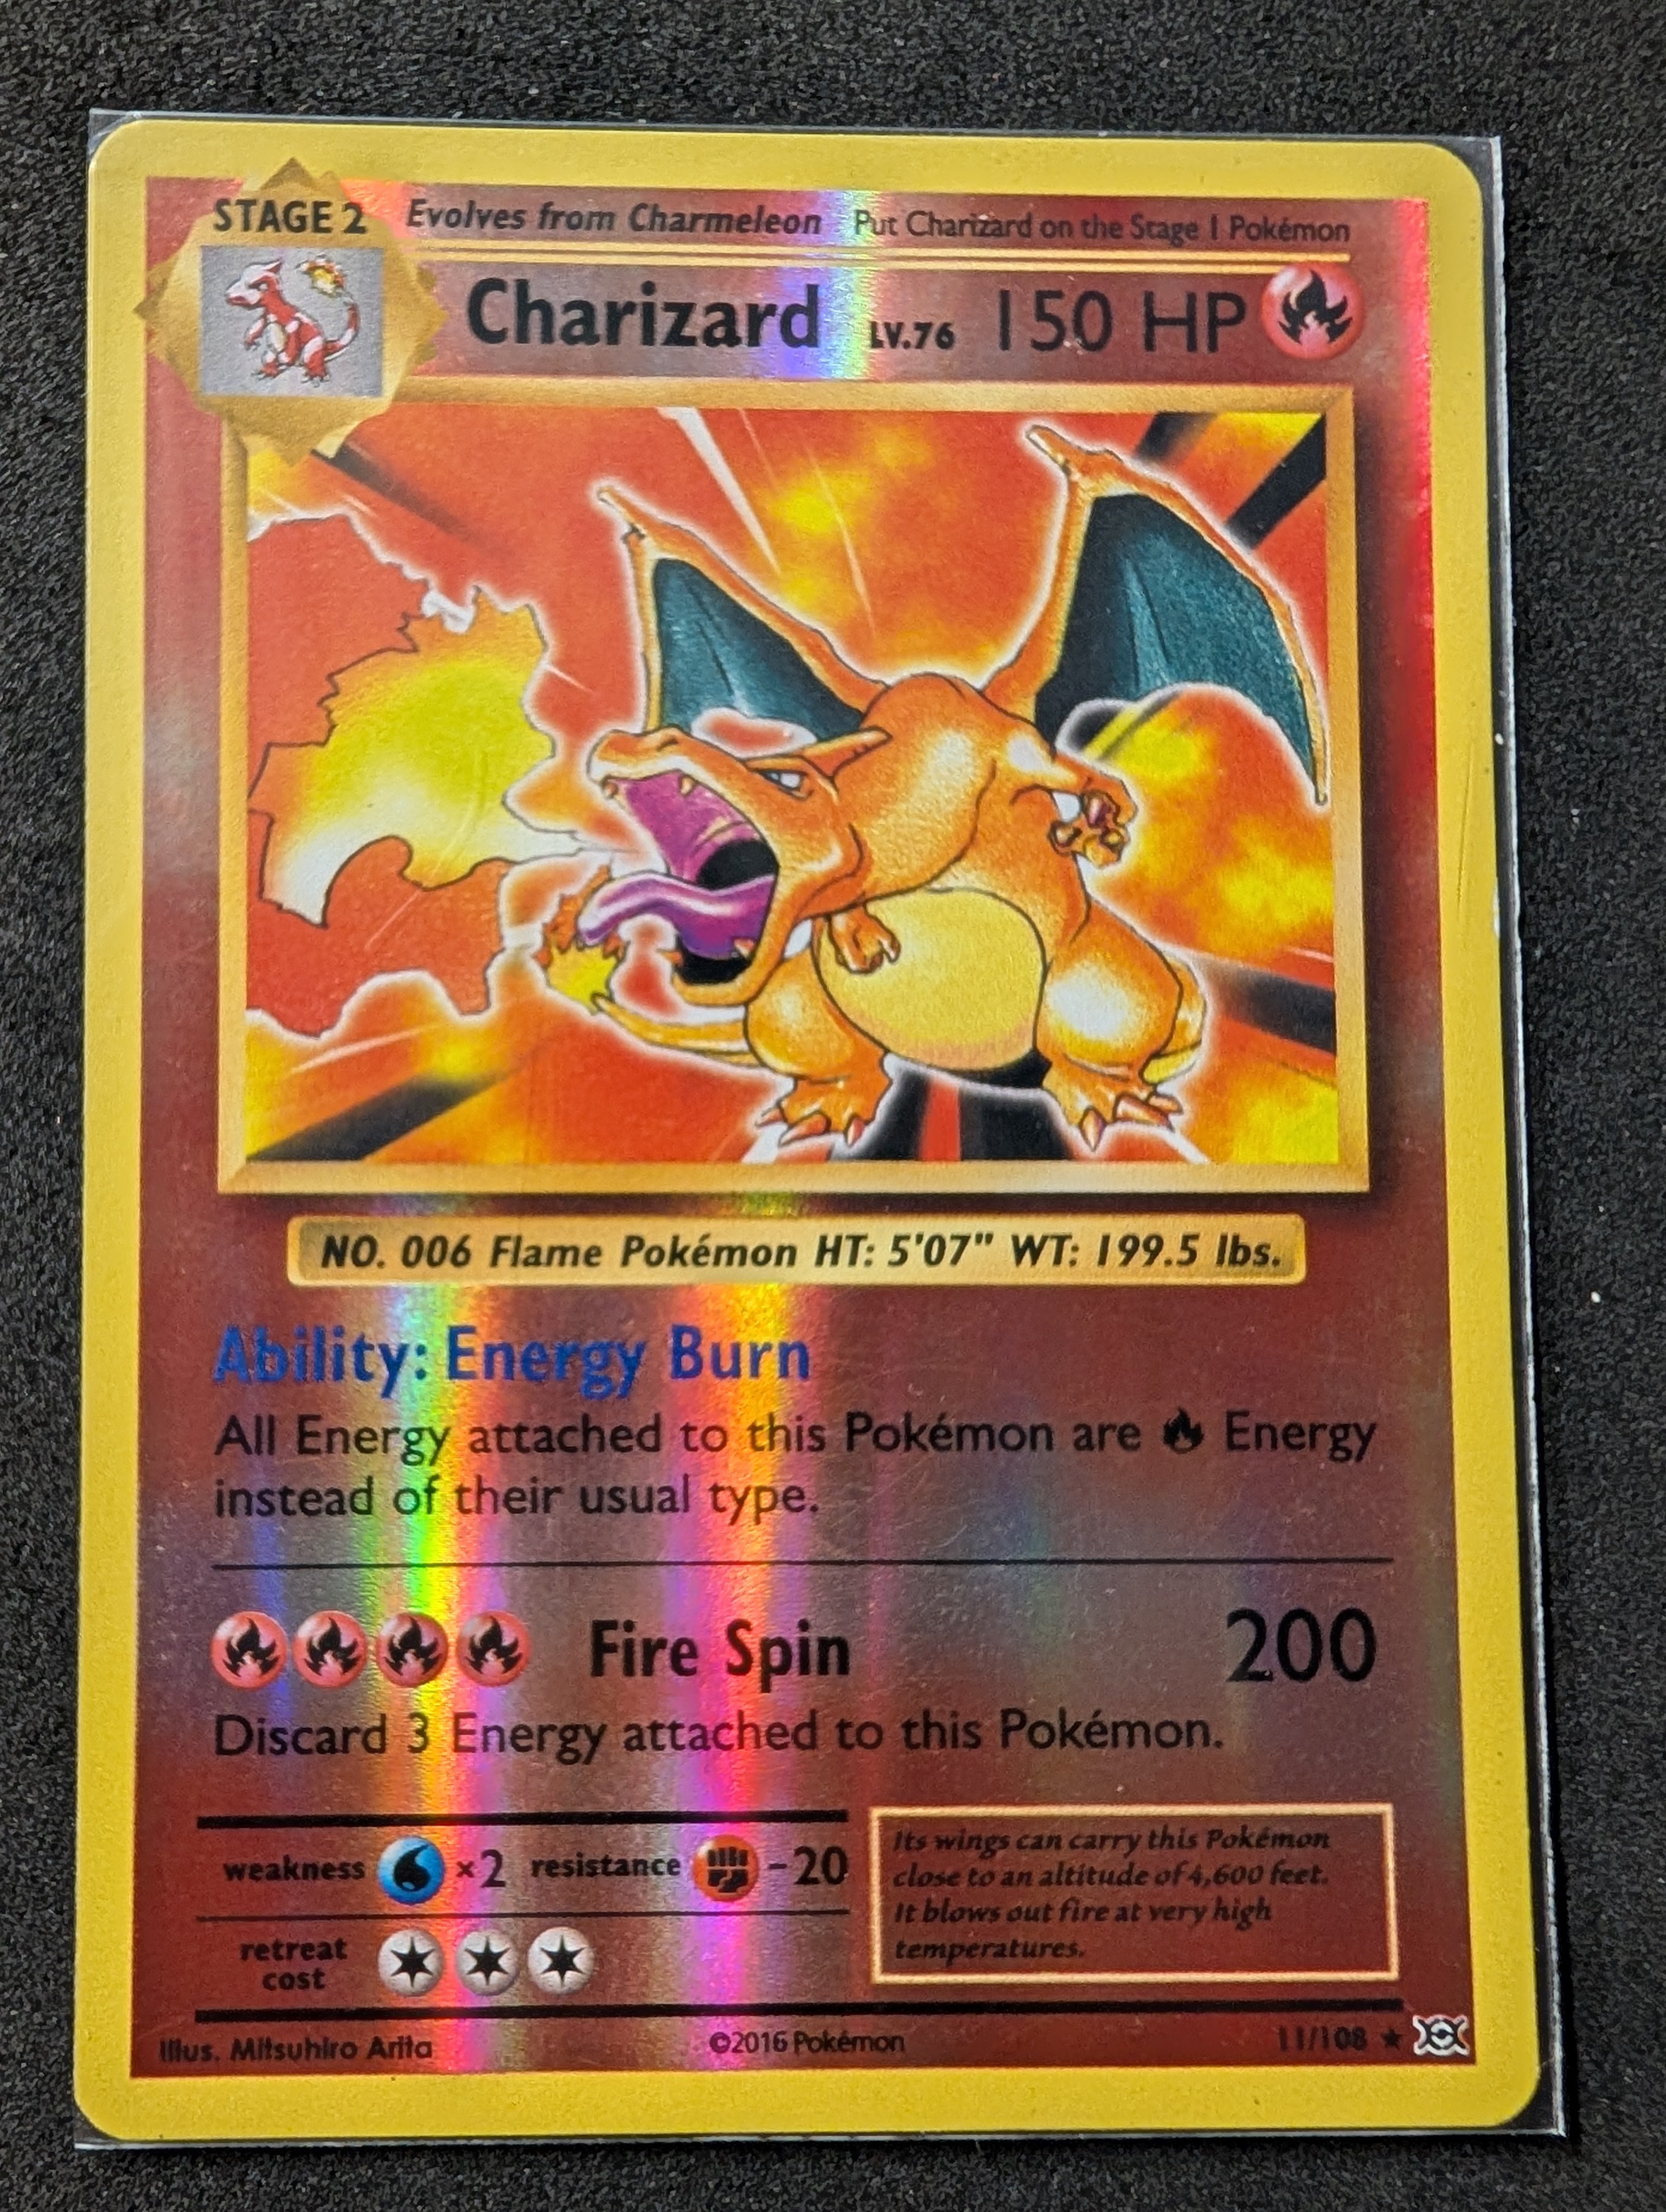 STAGE 2 Evolves from Charmeleon Put Charizard on the Stage 1 Pokémon
Charizard LV.76 150 HP
NO. 006 Flame Pokémon HT: 5'07" WT: 199.5 lbs.
Ability: Energy Burn
All Energy attached to this Pokémon are Energy
instead of their usual type.
Fire Spin 200
Discard 3 Energy attached to this Pokémon.
weakness ×2 resistance -20
retreat
cost
Its wings can carry this Pokémon
close to an altitude of 4,600 feet.
It blows out fire at very high
temperatures.
Illus. Mitsuhiro Arita ©2016 Pokémon 11/108 ★